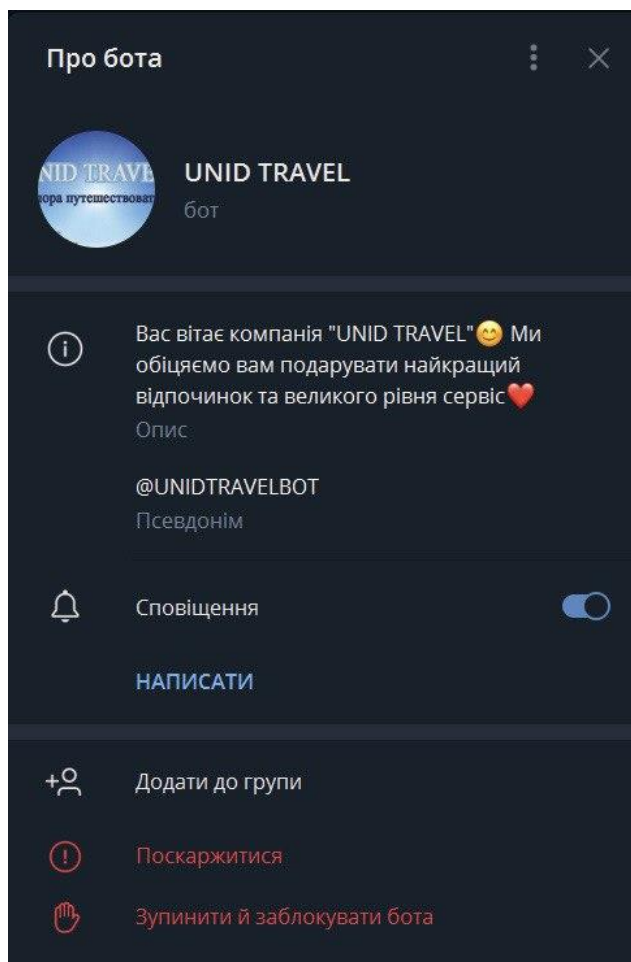 Про бота
NID TRAVE
ора путешествоват
UNID TRAVEL
бот
Вас вітає компанія "UNID TRAVEL"😊 Ми
обіцяємо вам подарувати найкращий
відпочинок та великого рівня сервіс❤️
Опис
@UNIDTRAVELBOT
Псевдонім
Сповіщення
НАПИСАТИ
Додати до групи
Поскаржитися
Зупинити й заблокувати бота